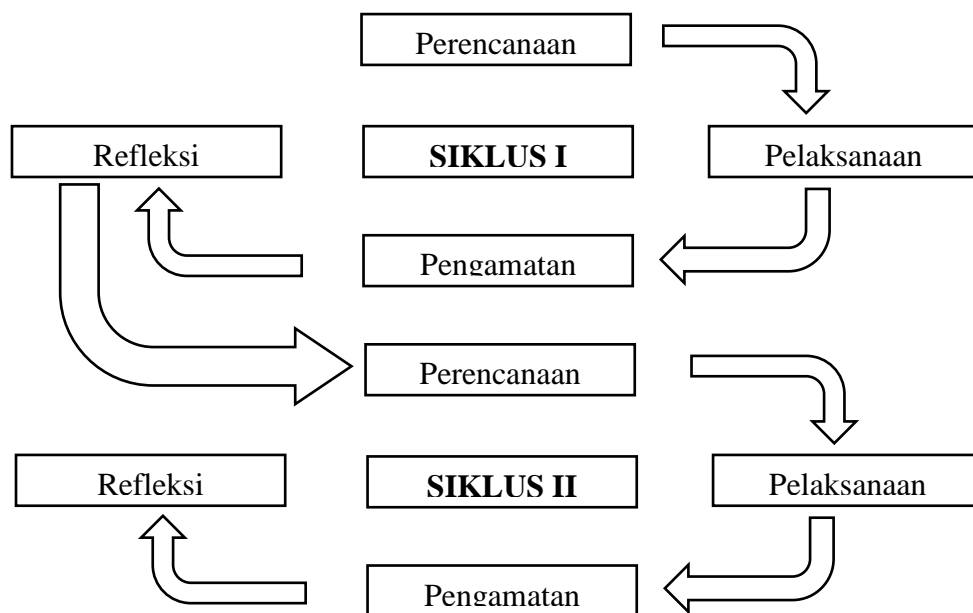 Perencanaan
Refleksi
SIKLUS I
Pelaksanaan
Pengamatan
Perencanaan
Refleksi
SIKLUS II
Pelaksanaan
Pengamatan